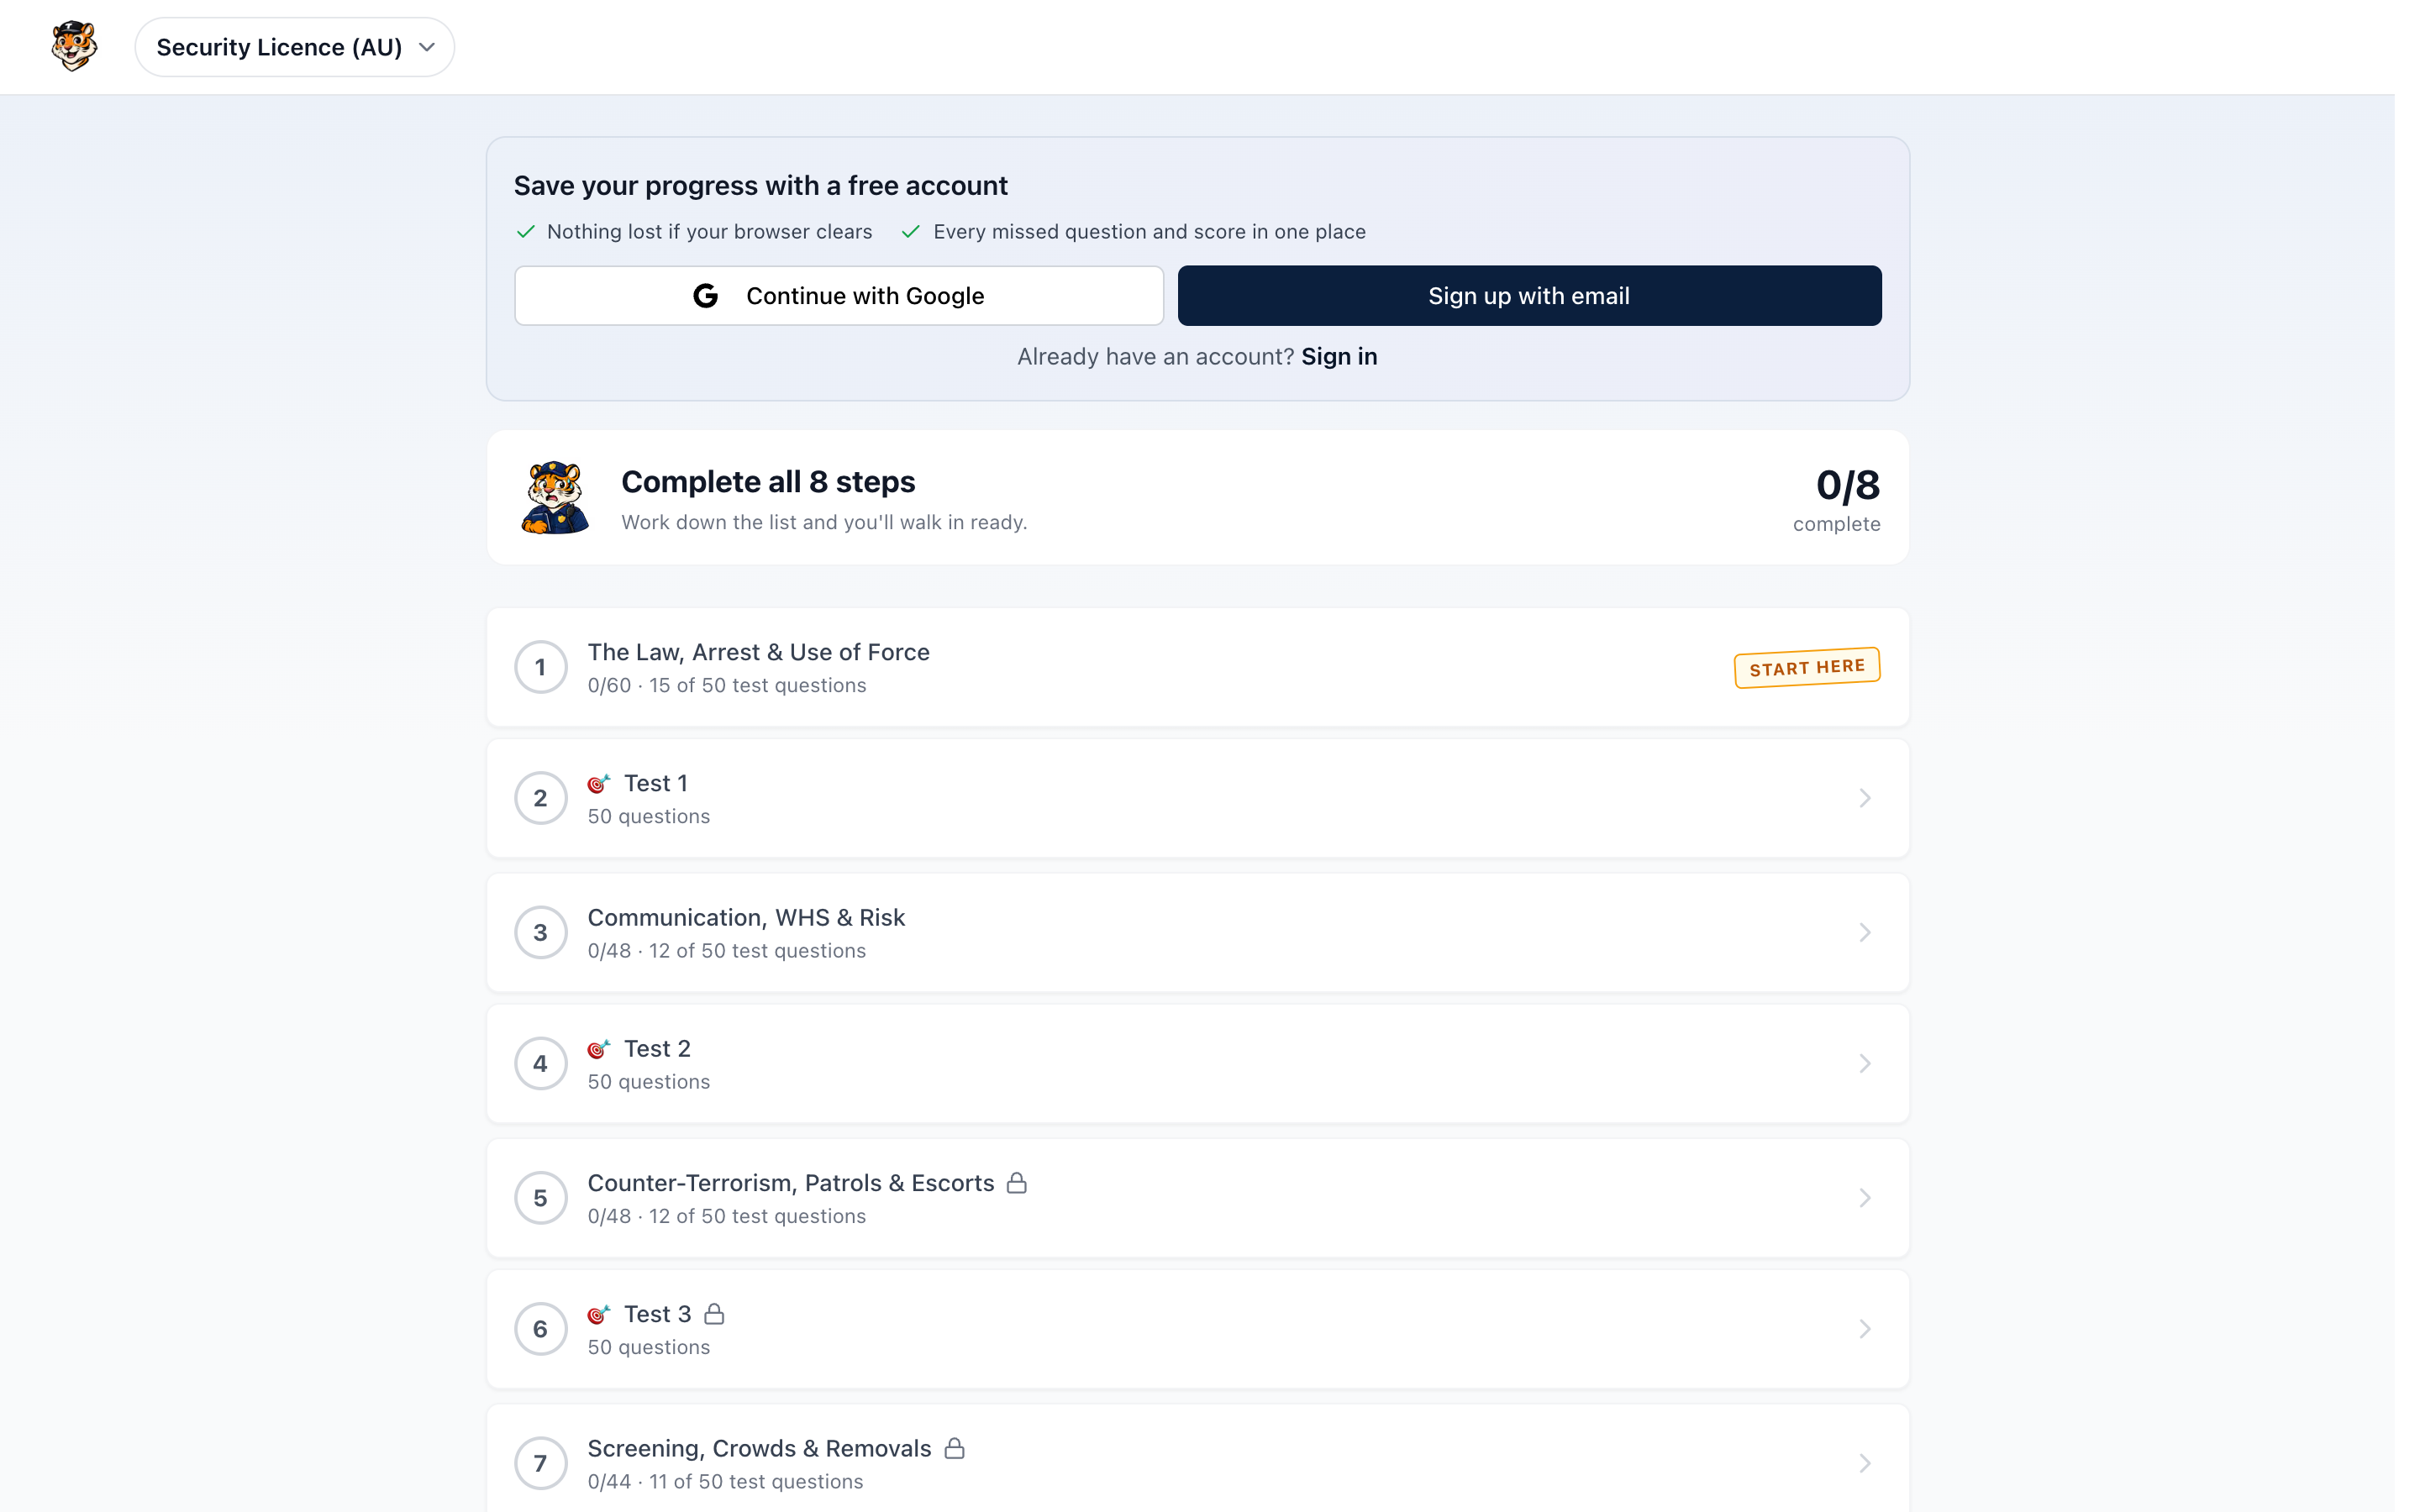 Security Licence (AU)
Save your progress with a free account
Nothing lost if your browser clears
Every missed question and score in one place
Continue with Google
Sign up with email
Already have an account? Sign in
Complete all 8 steps
Work down the list and you'll walk in ready.
0/8
complete
1
The Law, Arrest & Use of Force
0/60 · 15 of 50 test questions
START HERE
2
Test 1
50 questions
3
Communication, WHS & Risk
0/48 · 12 of 50 test questions
4
Test 2
50 questions
5
Counter-Terrorism, Patrols & Escorts
0/48 · 12 of 50 test questions
6
Test 3
50 questions
7
Screening, Crowds & Removals
0/44 · 11 of 50 test questions